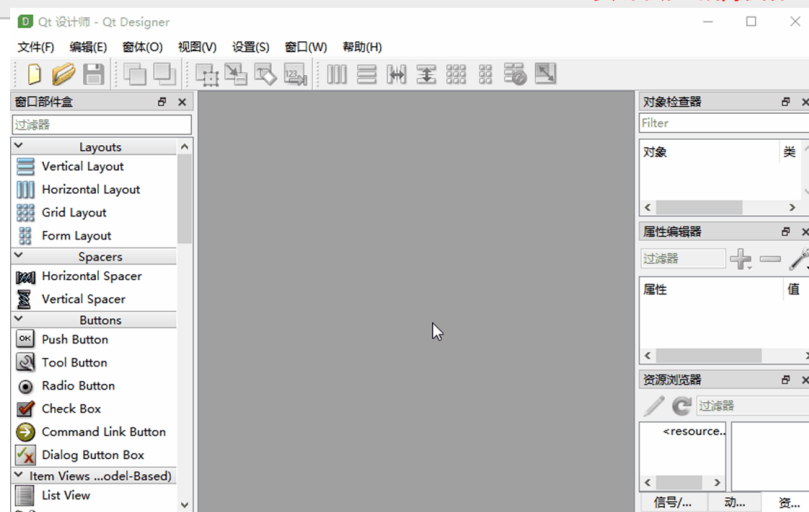 Qt 设计师 - Qt Designer
文件(F) 编辑(E) 窗体(O) 视图(V) 设置(S) 窗口(W) 帮助(H)
窗口部件盒
过滤器
Layouts
Vertical Layout
Horizontal Layout
Grid Layout
Form Layout
Spacers
Horizontal Spacer
Vertical Spacer
Buttons
OK
Push Button
Tool Button
Radio Button
Check Box
Command Link Button
Dialog Button Box
Item Views ...odel-Based)
List View
对象检查器
Filter
对象 类
属性编辑器
过滤器
属性 值
资源浏览器
过滤器
<resource..
信号/... 动... 资...